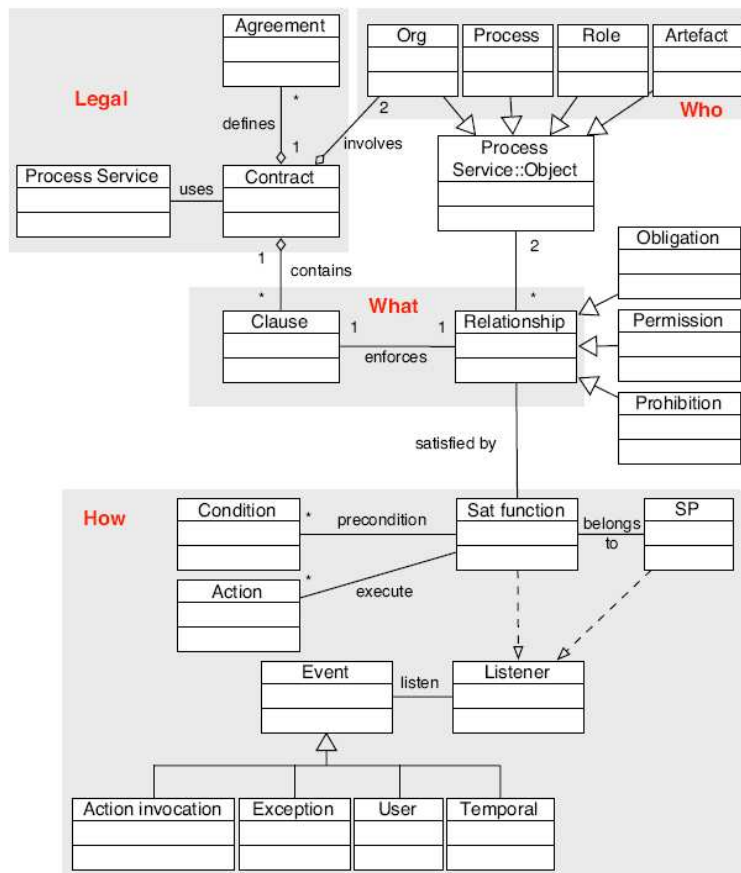 Agreement
Org
Process
Role
Artefact
Legal
*
2
Who
defines
1
involves
Process
Service::Object
Process Service
uses
Contract
Obligation
1
2
contains
*
What
*
Clause
1
1
Relationship
Permission
enforces
Prohibition
satisfied by
How
Condition
*
precondition
Sat function
belongs
to
SP
Action
*
execute
Event
listen
Listener
Action invocation
Exception
User
Temporal